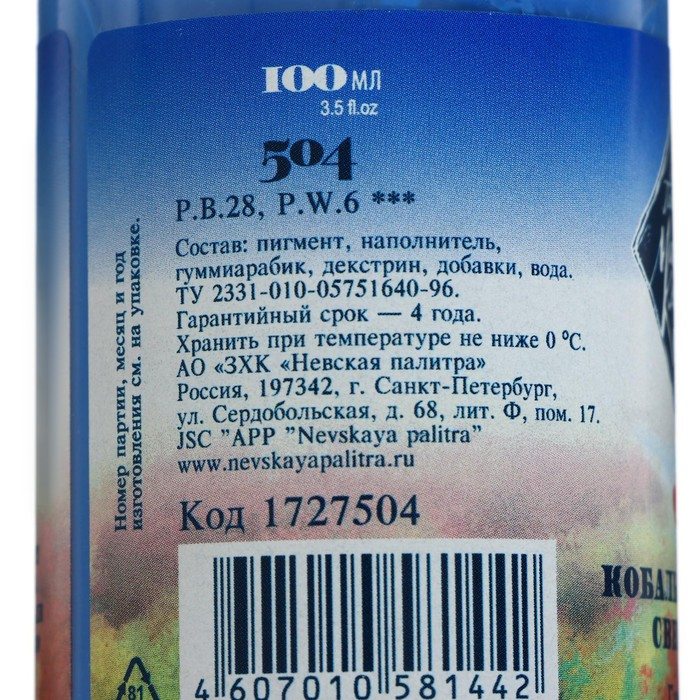 100 МЛ
3.5 fl.oz
504
P.B.28, P.W.6 ***
Состав: пигмент, наполнитель,
гуммиарабик, декстрин, добавки, вода.
ТУ 2331-010-05751640-96.
Гарантийный срок — 4 года.
Хранить при температуре не ниже 0 ⁰С.
АО «ЗХК «Невская палитра»
Россия, 197342, г. Санкт-Петербург,
ул. Сердобольская, д. 68, лит. Ф, пом. 17.
JSC "APP "Nevskaya palitra"
www.nevskayapalitra.ru
Номер партии, месяц и год
изготовления см. на упаковке.
Код 1727504
4 607010 581442
81